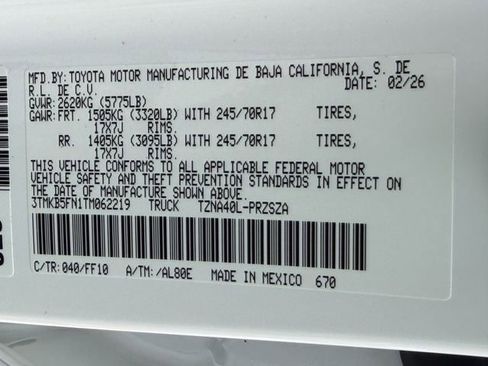 MFD.BY: TOYOTA MOTOR MANUFACTURING DE BAJA CALIFORNIA, S. DE
R.L. DE C.V. DATE: 02/26
GVWR: 2620KG (5775LB)
GAWR: FRT. 1505KG (3320LB) WITH 245/70R17 TIRES,
17X7J RIMS.
RR. 1405KG (3095LB) WITH 245/70R17 TIRES,
17X7J RIMS.
THIS VEHICLE CONFORMS TO ALL APPLICABLE FEDERAL MOTOR
VEHICLE SAFETY AND THEFT PREVENTION STANDARDS IN EFFECT ON
THE DATE OF MANUFACTURE SHOWN ABOVE.
3TMKB5FN1TM062219 TRUCK TZNA40L-PRZSZA
C/TR: 040/FF10 A/TM: /AL80E MADE IN MEXICO 670